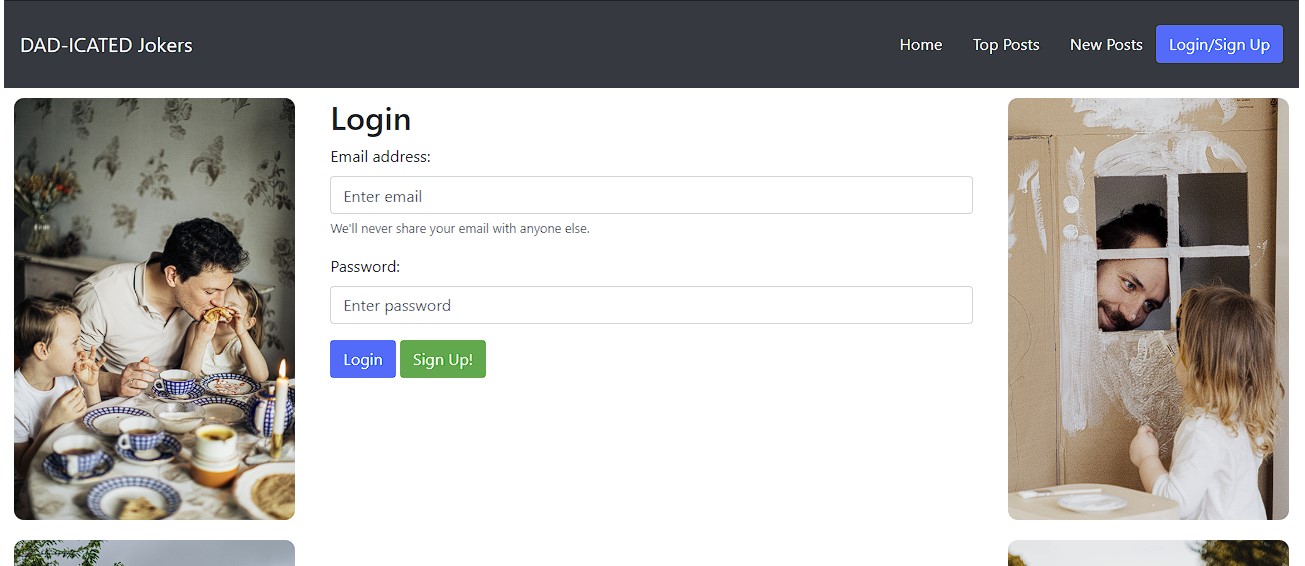 DAD-ICATED Jokers
Home
Top Posts
New Posts
Login/Sign Up
Login
Email address:
Enter email
We'll never share your email with anyone else.
Password:
Enter password
Login
Sign Up!